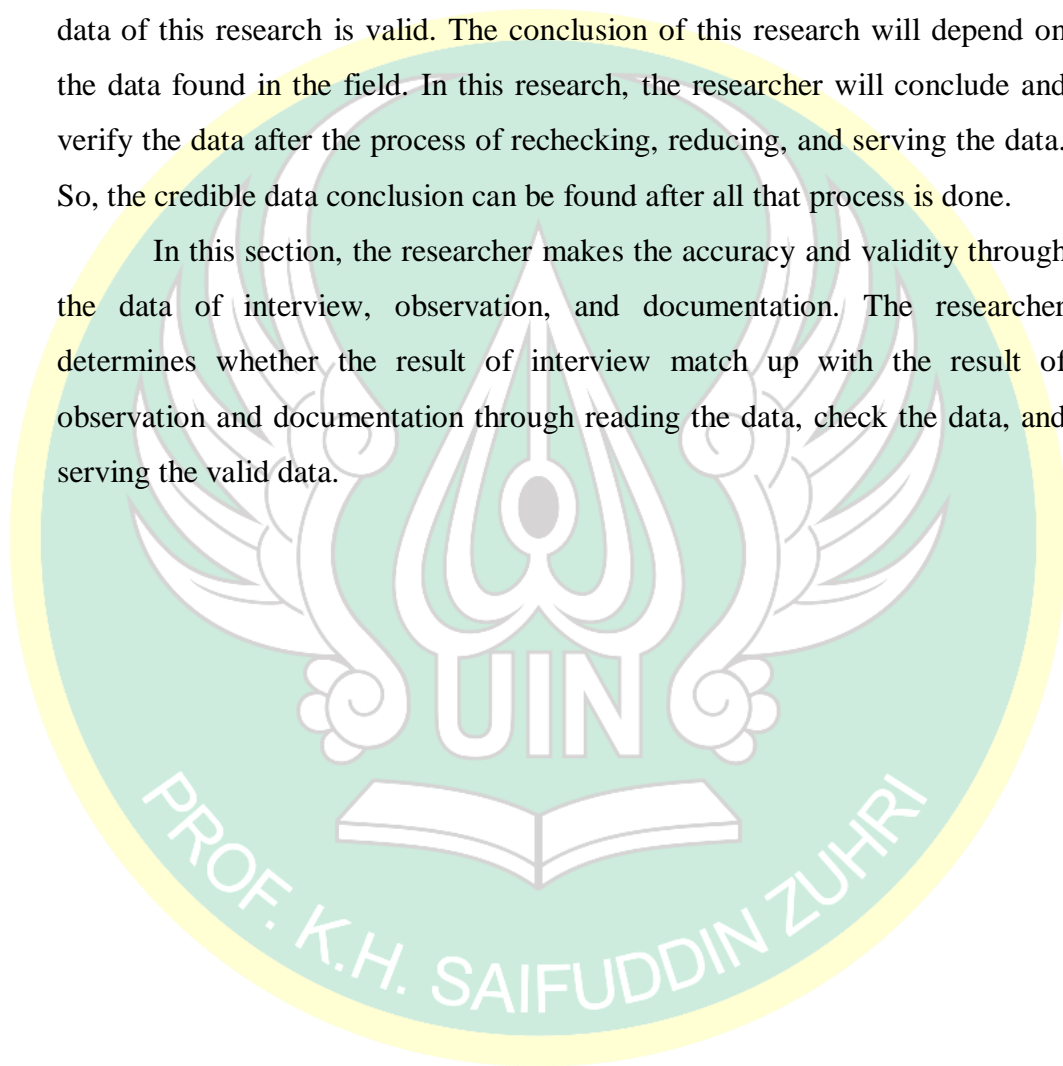 data of this research is valid. The conclusion of this research will depend on
the data found in the field. In this research, the researcher will conclude and
verify the data after the process of rechecking, reducing, and serving the data.
So, the credible data conclusion can be found after all that process is done.
In this section, the researcher makes the accuracy and validity through
the data of interview, observation, and documentation. The researcher
determines whether the result of interview match up with the result of
observation and documentation through reading the data, check the data, and
serving the valid data.
UIN
PROF. K.H. SAIFUDDIN ZUHRI